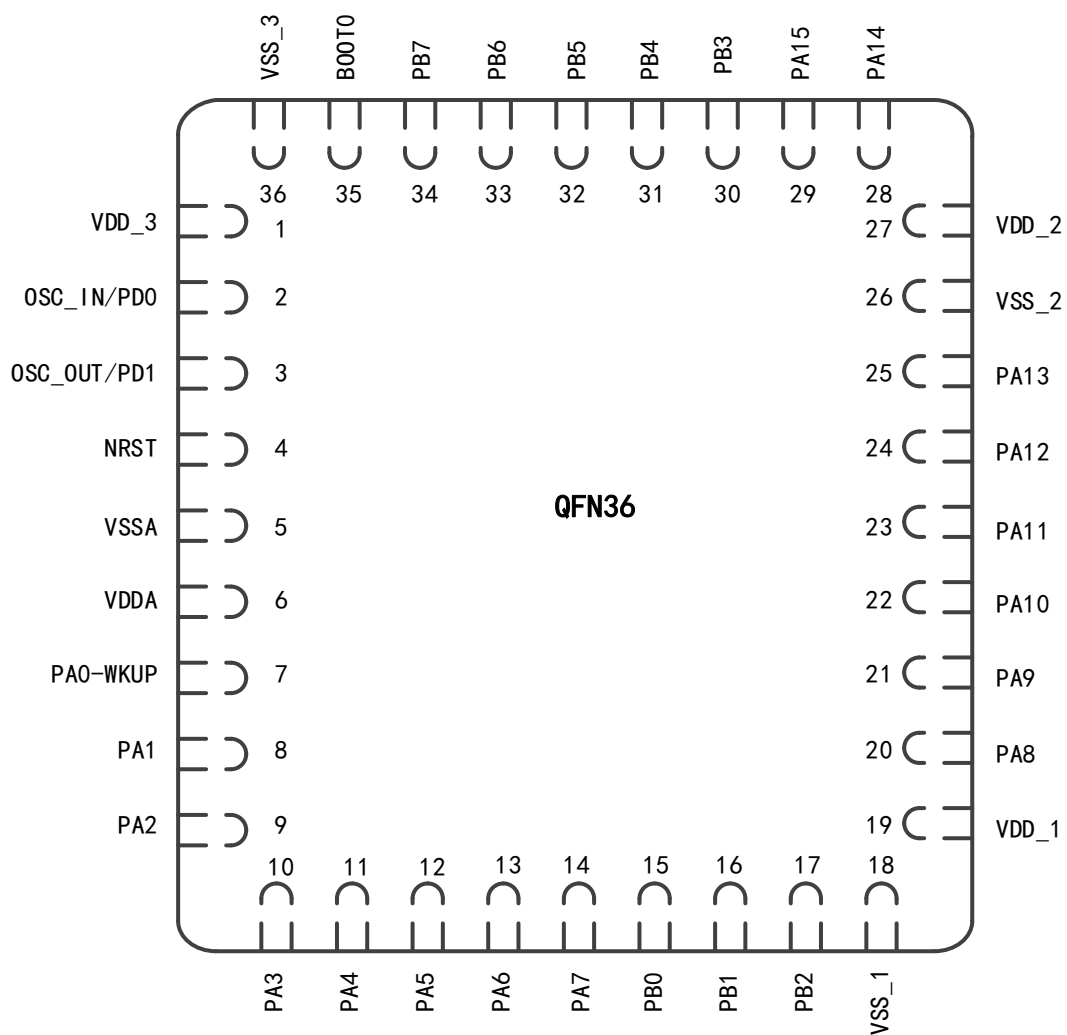 VSS_3
BOOT0
PB7
PB6
PB5
PB4
PB3
PA15
PA14
36
35
34
33
32
31
30
29
28
VDD_3
1
27
VDD_2
OSC_IN/PD0
2
26
VSS_2
OSC_OUT/PD1
3
25
PA13
NRST
4
24
PA12
QFN36
VSSA
5
23
PA11
VDDA
6
22
PA10
PA0-WKUP
7
21
PA9
PA1
8
20
PA8
PA2
9
19
VDD_1
10
11
12
13
14
15
16
17
18
PA3
PA4
PA5
PA6
PA7
PB0
PB1
PB2
VSS_1